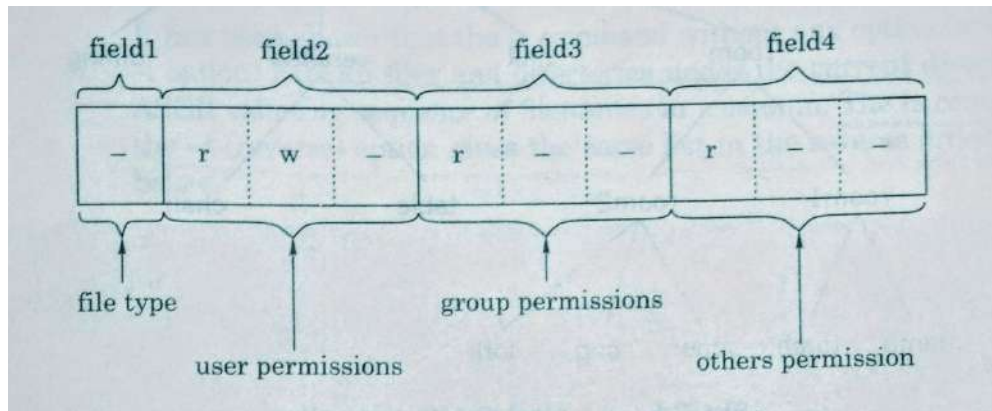 field1 field2 field3 field4
– r w – r – – r – –
file type group permissions
user permissions others permission